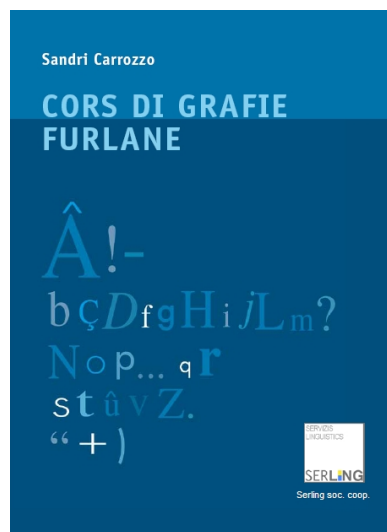 Sandri Carrozzo
CORS DI GRAFIE
FURLANE
Â!-
bçDfgHijLm?
Nop... qr
stûvZ.
“+)
SERVIZIS
LINGUISTICS
SERLING
Serling soc. coop.